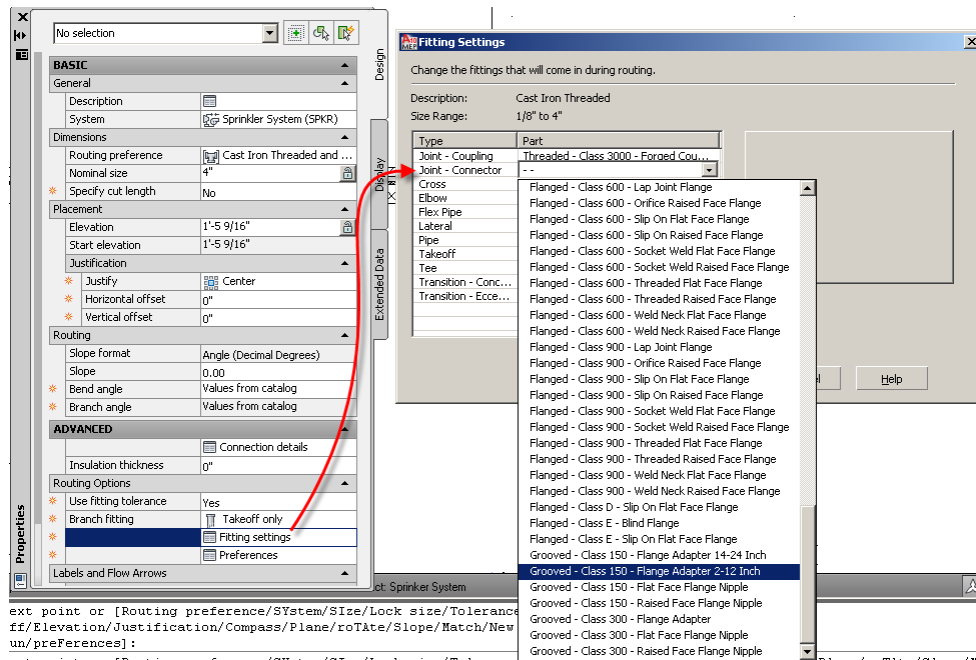 No selection
BASIC
General
Description
System Sprinkler System (SPKR)
Dimensions
Routing preference Cast Iron Threaded and ...
Nominal size 4"
Specify cut length No
Placement
Elevation 1'-5 9/16"
Start elevation 1'-5 9/16"
Justification
Justify Center
Horizontal offset 0"
Vertical offset 0"
Routing
Slope format Angle (Decimal Degrees)
Slope 0.00
Bend angle Values from catalog
Branch angle Values from catalog
ADVANCED
Connection details
Insulation thickness 0"
Routing Options
Use fitting tolerance Yes
Branch fitting Takeoff only
Fitting settings
Preferences
Labels and Flow Arrows
Properties
Design
Display
Extended Data
Fitting Settings
Change the fittings that will come in during routing.
Description: Cast Iron Threaded
Size Range: 1/8" to 4"
Type Part
Joint - Coupling Threaded - Class 3000 - Forged Cou...
Joint - Connector - -
Cross
Elbow
Flex Pipe
Lateral
Pipe
Takeoff
Tee
Transition - Conc...
Transition - Ecce...
Flanged - Class 600 - Lap Joint Flange
Flanged - Class 600 - Orifice Raised Face Flange
Flanged - Class 600 - Slip On Flat Face Flange
Flanged - Class 600 - Slip On Raised Face Flange
Flanged - Class 600 - Socket Weld Flat Face Flange
Flanged - Class 600 - Socket Weld Raised Face Flange
Flanged - Class 600 - Threaded Flat Face Flange
Flanged - Class 600 - Threaded Raised Face Flange
Flanged - Class 600 - Weld Neck Flat Face Flange
Flanged - Class 600 - Weld Neck Raised Face Flange
Flanged - Class 900 - Lap Joint Flange
Flanged - Class 900 - Orifice Raised Face Flange
Flanged - Class 900 - Slip On Flat Face Flange
Flanged - Class 900 - Slip On Raised Face Flange
Flanged - Class 900 - Socket Weld Flat Face Flange
Flanged - Class 900 - Socket Weld Raised Face Flange
Flanged - Class 900 - Threaded Flat Face Flange
Flanged - Class 900 - Threaded Raised Face Flange
Flanged - Class 900 - Weld Neck Flat Face Flange
Flanged - Class 900 - Weld Neck Raised Face Flange
Flanged - Class D - Slip On Flat Face Flange
Flanged - Class E - Blind Flange
Flanged - Class E - Slip On Flat Face Flange
Grooved - Class 150 - Flange Adapter 14-24 Inch
Grooved - Class 150 - Flange Adapter 2-12 Inch
Grooved - Class 150 - Flat Face Flange Nipple
Grooved - Class 150 - Raised Face Flange Nipple
Grooved - Class 300 - Flange Adapter
Grooved - Class 300 - Flat Face Flange Nipple
Grooved - Class 300 - Raised Face Flange Nipple
Help
ct: Sprinker System
ext point or [Routing preference/SYstem/SIze/Lock size/Tolerance
ff/Elevation/Justification/Compass/Plane/roTAte/Slope/Match/New
un/preFerences]: